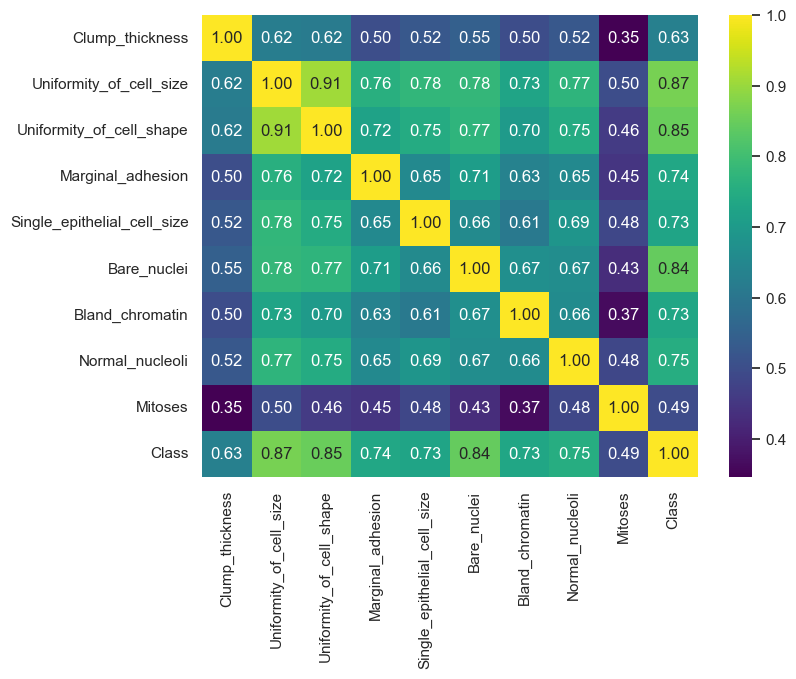 Clump_thickness 1.00 0.62 0.62 0.50 0.52 0.55 0.50 0.52 0.35 0.63
Uniformity_of_cell_size 0.62 1.00 0.91 0.76 0.78 0.78 0.73 0.77 0.50 0.87
Uniformity_of_cell_shape 0.62 0.91 1.00 0.72 0.75 0.77 0.70 0.75 0.46 0.85
Marginal_adhesion 0.50 0.76 0.72 1.00 0.65 0.71 0.63 0.65 0.45 0.74
Single_epithelial_cell_size 0.52 0.78 0.75 0.65 1.00 0.66 0.61 0.69 0.48 0.73
Bare_nuclei 0.55 0.78 0.77 0.71 0.66 1.00 0.67 0.67 0.43 0.84
Bland_chromatin 0.50 0.73 0.70 0.63 0.61 0.67 1.00 0.66 0.37 0.73
Normal_nucleoli 0.52 0.77 0.75 0.65 0.69 0.67 0.66 1.00 0.48 0.75
Mitoses 0.35 0.50 0.46 0.45 0.48 0.43 0.37 0.48 1.00 0.49
Class 0.63 0.87 0.85 0.74 0.73 0.84 0.73 0.75 0.49 1.00
Clump_thickness
Uniformity_of_cell_size
Uniformity_of_cell_shape
Marginal_adhesion
Single_epithelial_cell_size
Bare_nuclei
Bland_chromatin
Normal_nucleoli
Mitoses
Class
1.0
0.9
0.8
0.7
0.6
0.5
0.4